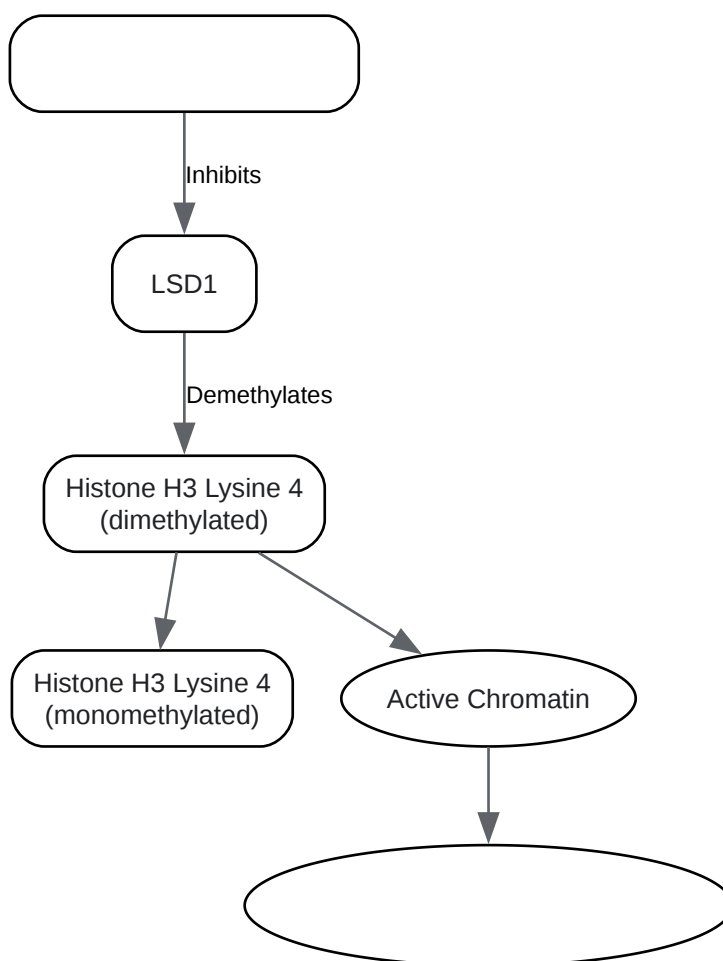 Inhibits
LSD1
Demethylates
Histone H3 Lysine 4
(dimethylated)
Histone H3 Lysine 4
(monomethylated)
Active Chromatin